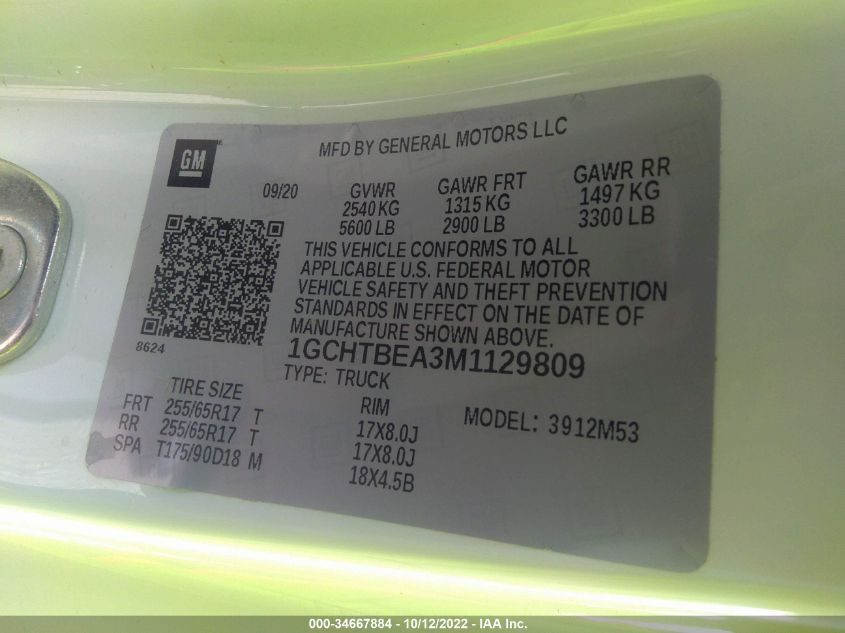 GM
MFD BY GENERAL MOTORS LLC
09/20 GVWR GAWR FRT GAWR RR
2540 KG 1315 KG 1497 KG
5600 LB 2900 LB 3300 LB
THIS VEHICLE CONFORMS TO ALL
APPLICABLE U.S. FEDERAL MOTOR
VEHICLE SAFETY AND THEFT PREVENTION
STANDARDS IN EFFECT ON THE DATE OF
MANUFACTURE SHOWN ABOVE.
8624
1GCHTBEA3M1129809
TYPE: TRUCK
TIRE SIZE RIM MODEL: 3912M53
FRT 255/65R17 T 17X8.0J
RR 255/65R17 T 17X8.0J
SPA T175/90D18 M 18X4.5B
000-34667884 - 10/12/2022 - IAA Inc.